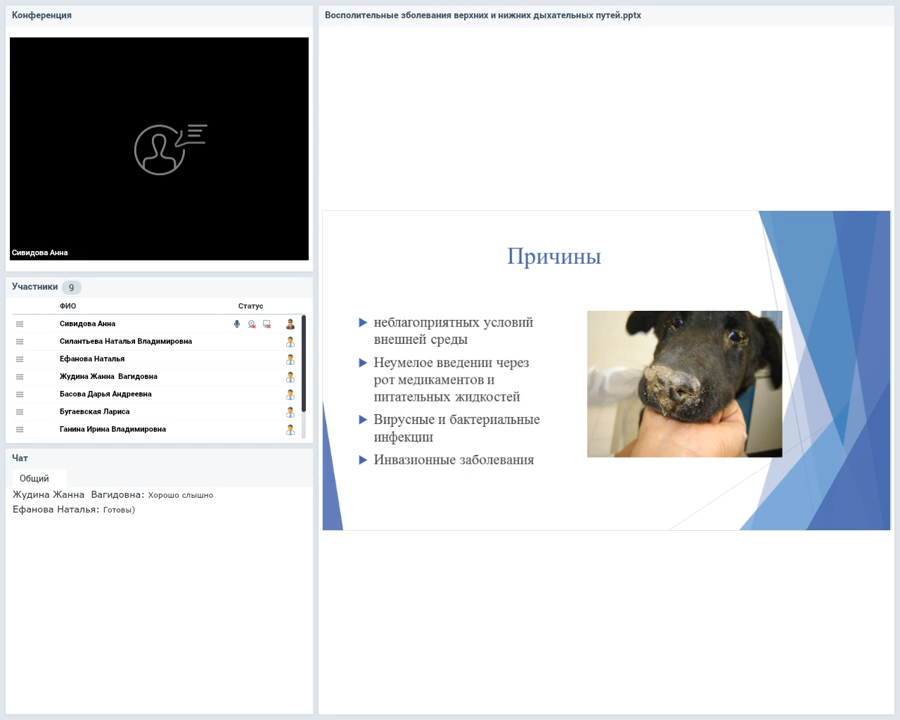 Конференция
Сивидова Анна
Участники 9
ФИО Статус
Сивидова Анна
Силантьева Наталья Владимировна
Ефанова Наталья
Жудина Жанна Вагидовна
Басова Дарья Андреевна
Бугаевская Лариса
Ганина Ирина Владимировна
Чат
Общий
Жудина Жанна Вагидовна: Хорошо слышно
Ефанова Наталья: Готовы)
Восполительные зболевания верхних и нижних дыхательных путей.pptx
Причины
неблагоприятных условий
внешней среды
Неумелое введении через
рот медикаментов и
питательных жидкостей
Вирусные и бактериальные
инфекции
Инвазионные заболевания